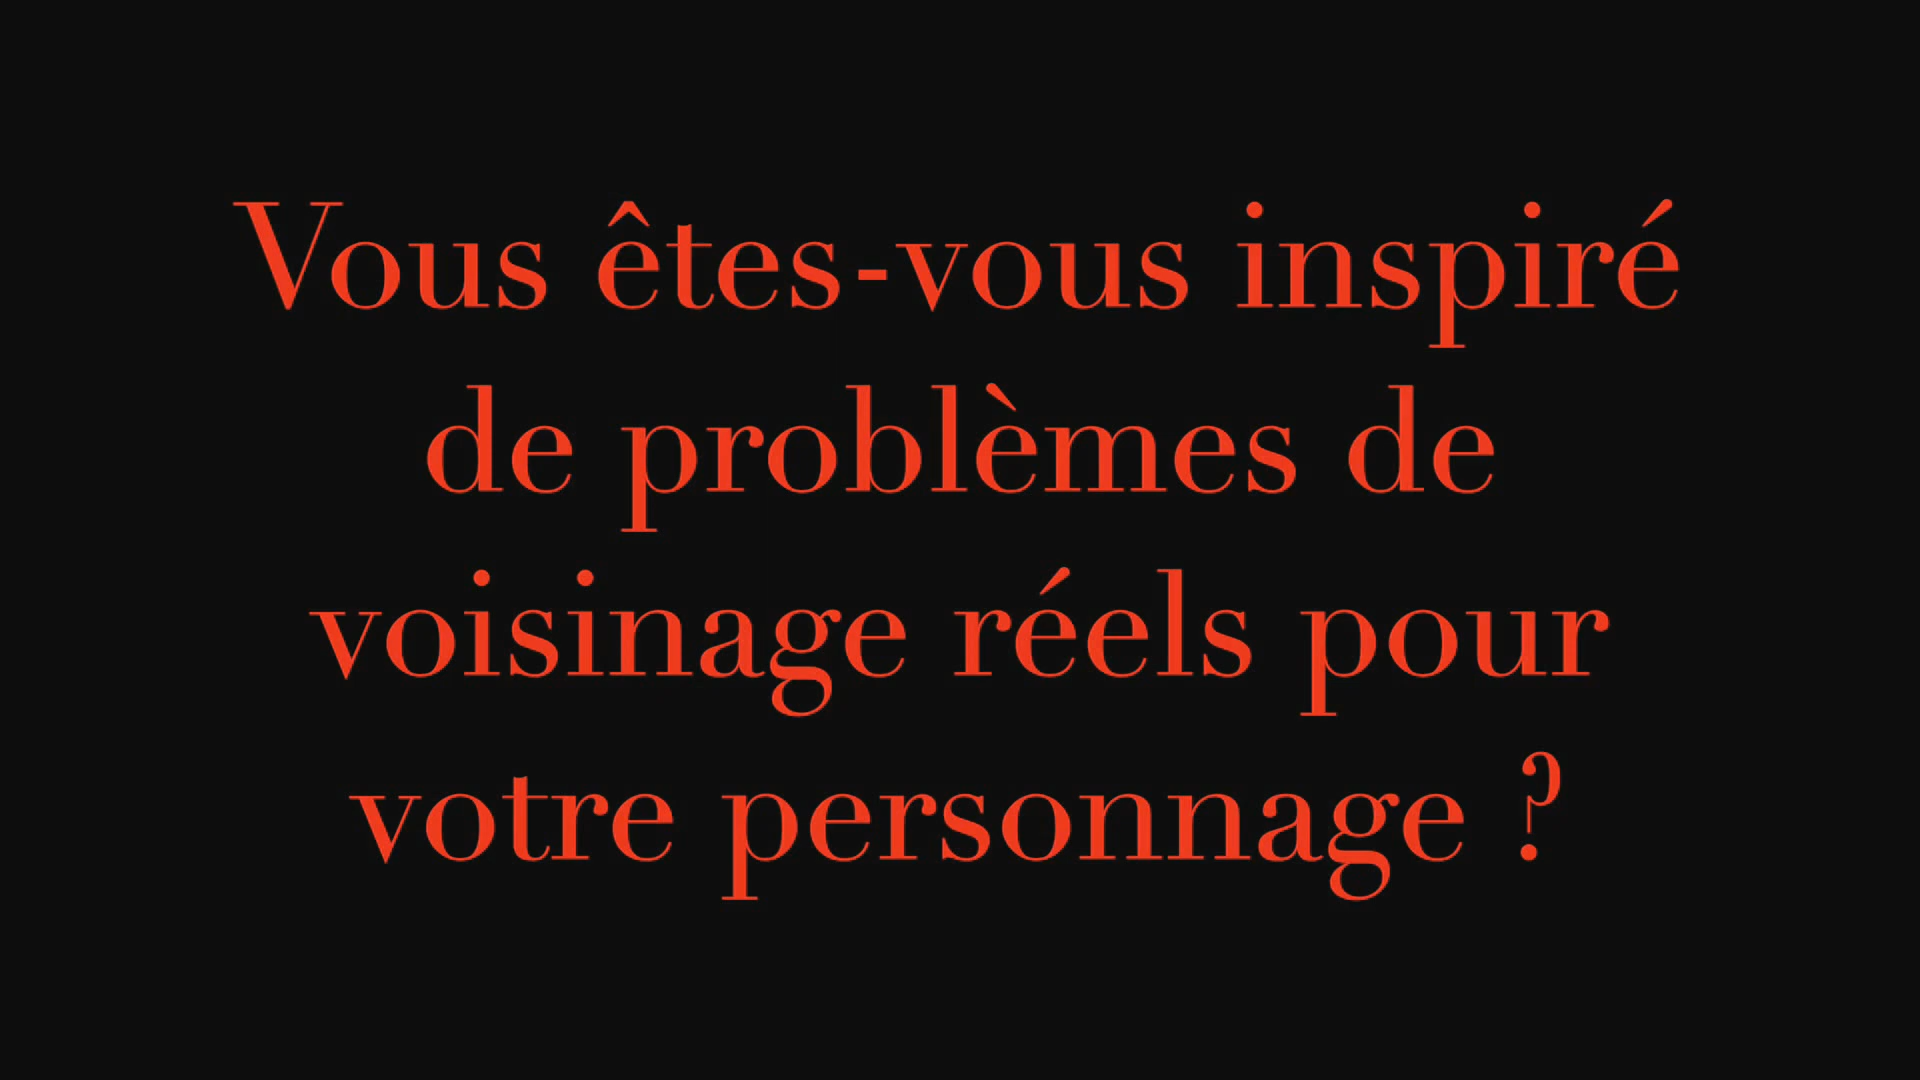 Vous êtes-vous inspiré
de problèmes de
voisinage réels pour
votre personnage ?